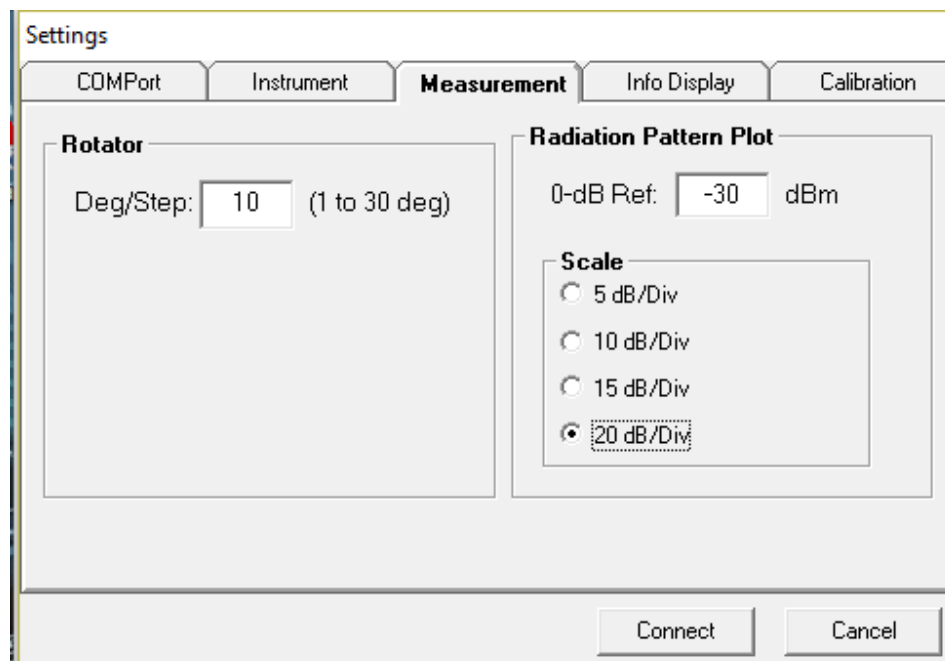 Settings
COMPort Instrument Measurement Info Display Calibration
Rotator
Deg/Step: 10 (1 to 30 deg)
Radiation Pattern Plot
0-dB Ref: -30 dBm
Scale
5 dB/Div
10 dB/Div
15 dB/Div
20 dB/Div
Connect Cancel